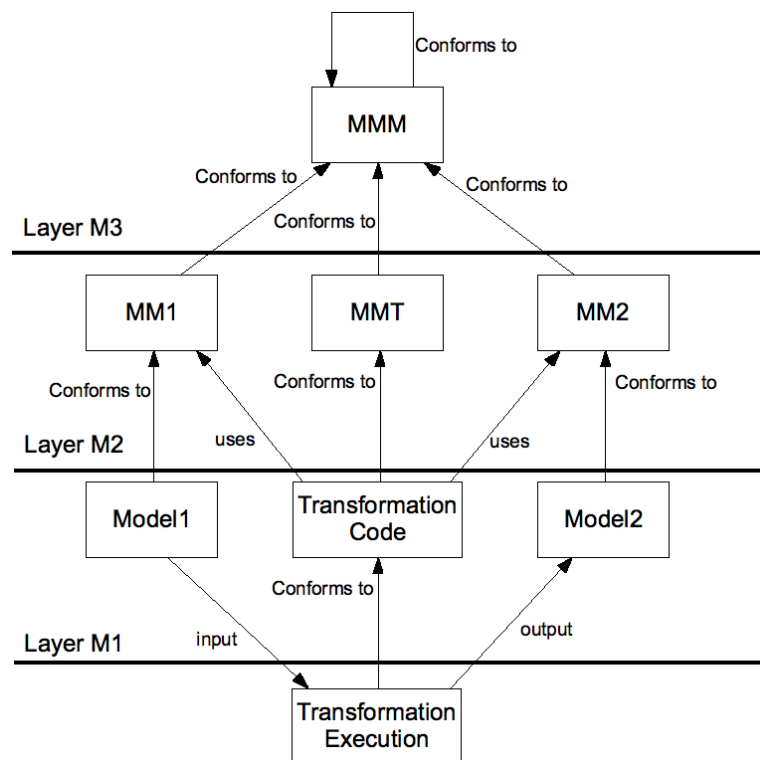 Conforms to
MMM
Conforms to
Conforms to
Conforms to
Layer M3
MM1
MMT
MM2
Conforms to
Conforms to
Conforms to
uses
uses
Layer M2
Model1
Transformation
Code
Model2
Conforms to
input
output
Layer M1
Transformation
Execution